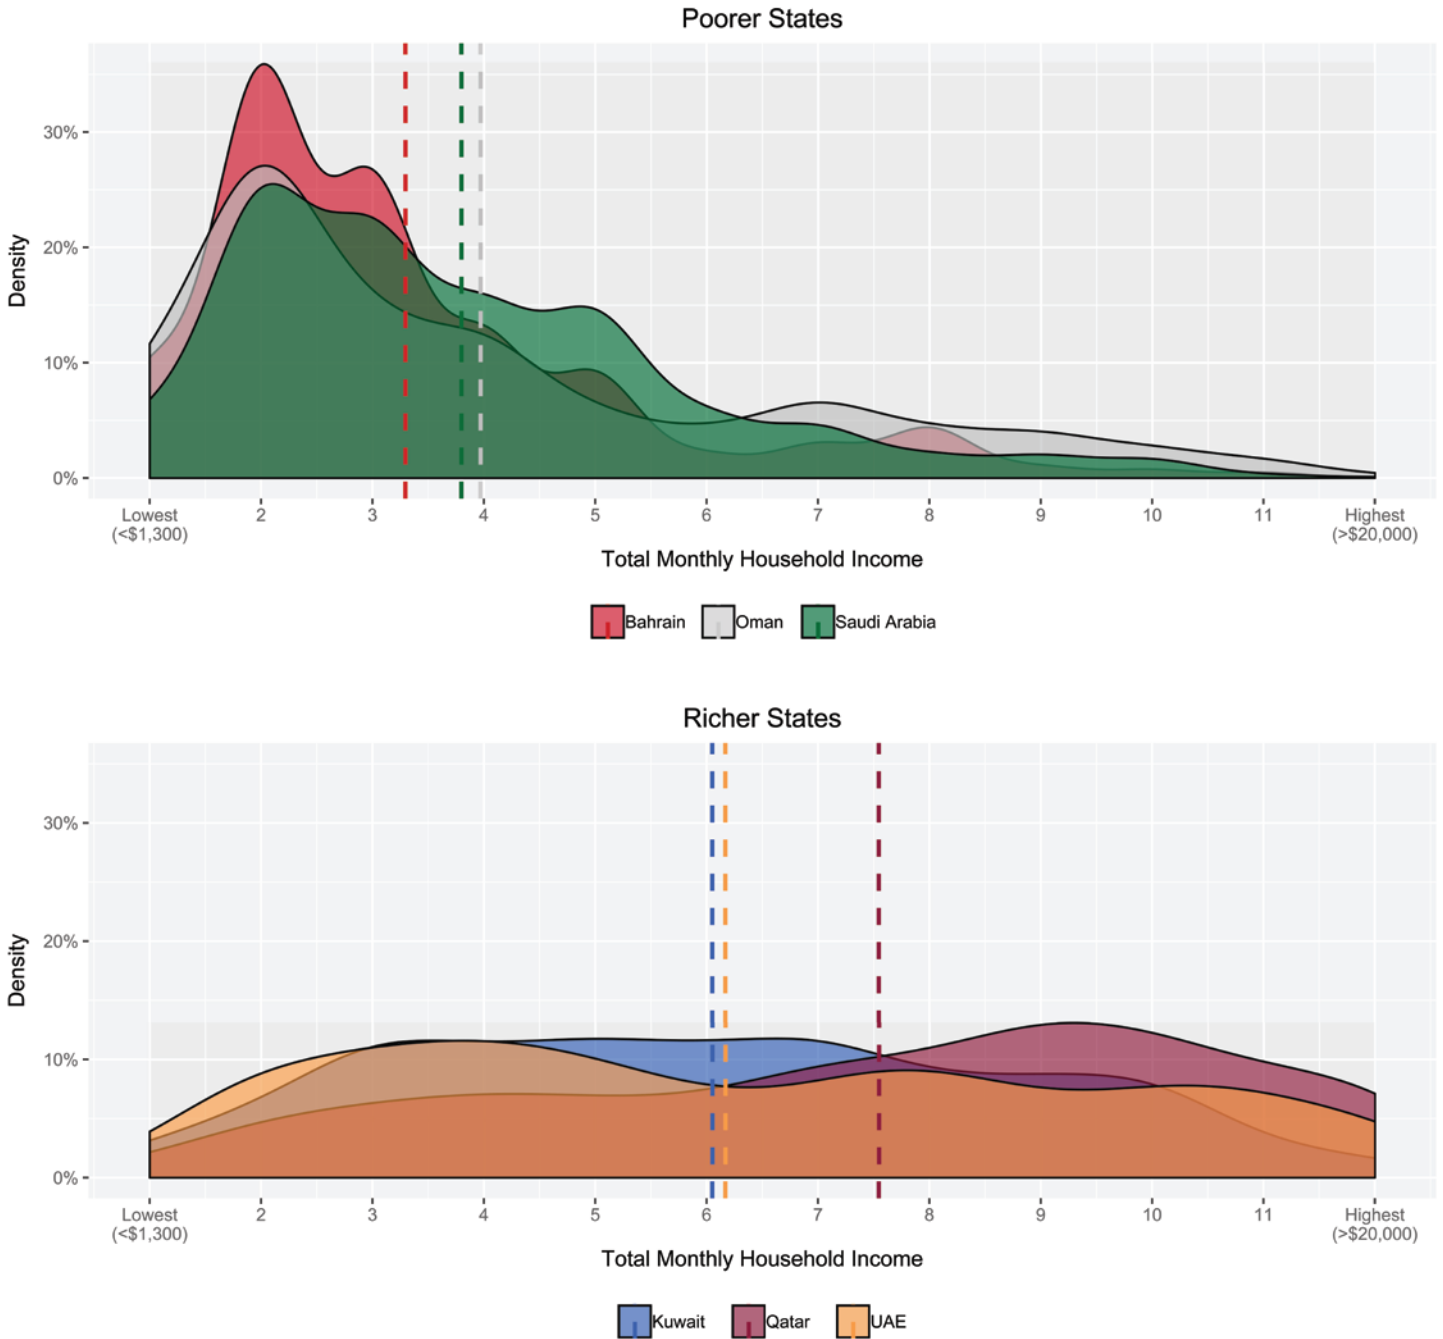 Poorer States
Density
30%
20%
10%
0%
Lowest 2 3 4 5 6 7 8 9 10 11 Highest
(<$1,300) (>$20,000)
Total Monthly Household Income
Bahrain Oman Saudi Arabia
Richer States
Density
30%
20%
10%
0%
Lowest 2 3 4 5 6 7 8 9 10 11 Highest
(<$1,300) (>$20,000)
Total Monthly Household Income
Kuwait Qatar UAE